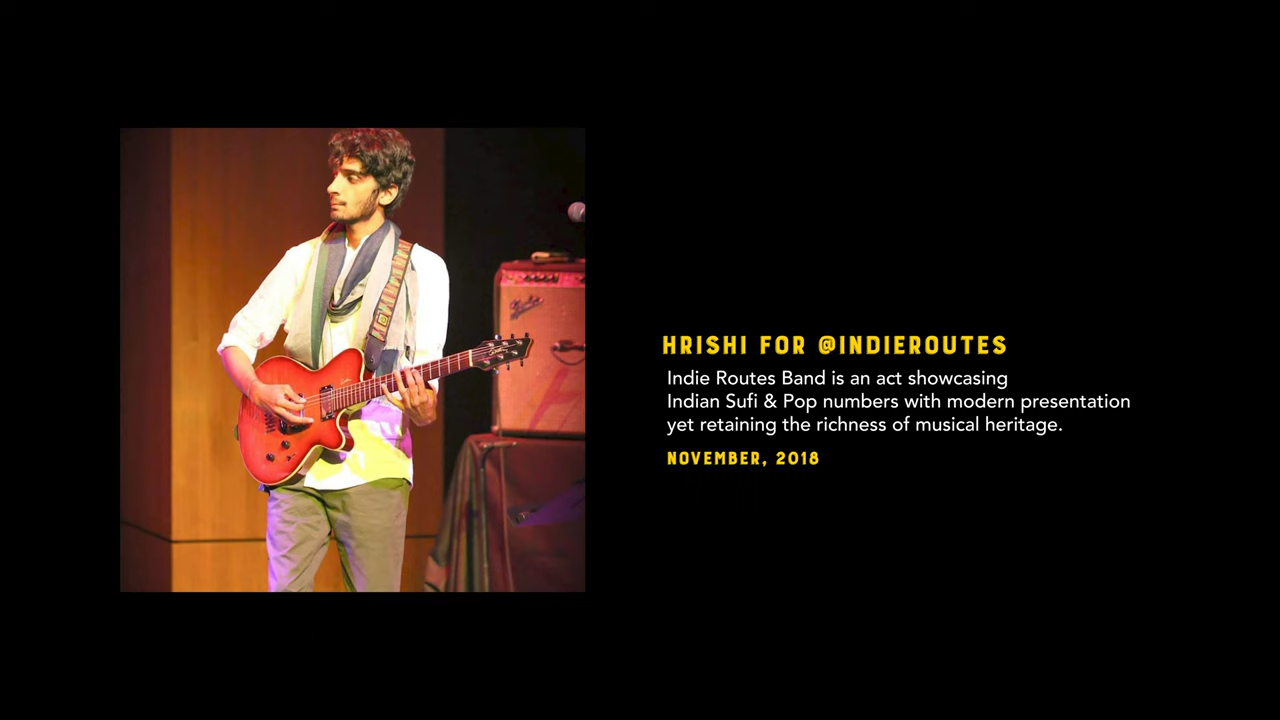 Fender
HRISHI FOR @INDIEROUTES
Indie Routes Band is an act showcasing
Indian Sufi & Pop numbers with modern presentation
yet retaining the richness of musical heritage.
NOVEMBER, 2018